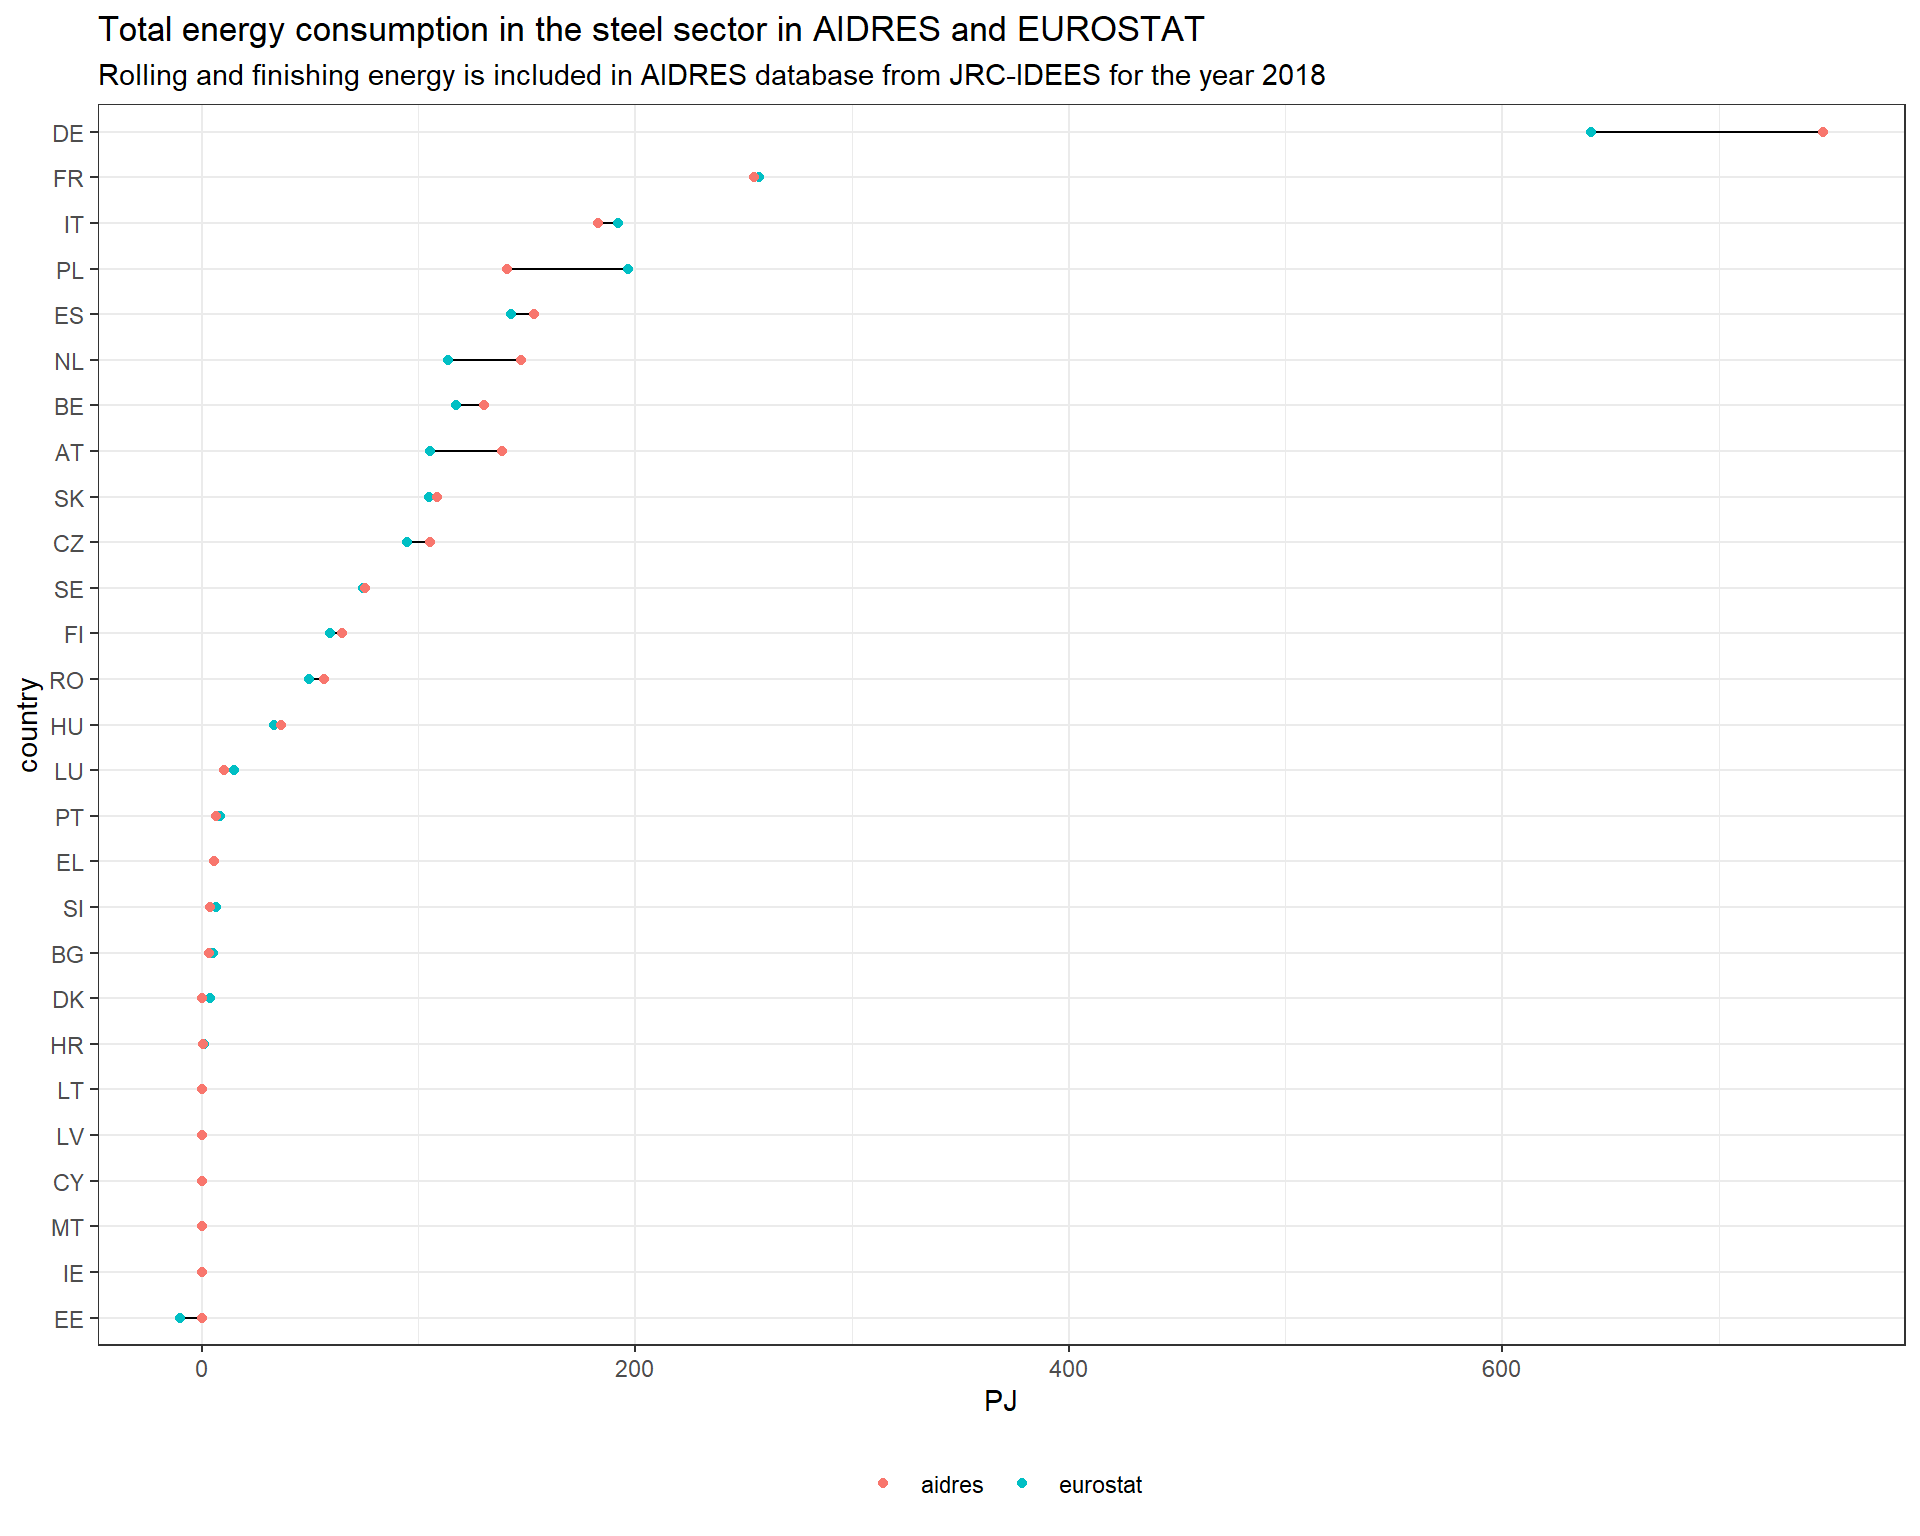 Total energy consumption in the steel sector in AIDRES and EUROSTAT
Rolling and finishing energy is included in AIDRES database from JRC-IDEES for the year 2018
DE
FR
IT
PL
ES
NL
BE
AT
SK
CZ
SE
FI
RO
HU
LU
PT
EL
SI
BG
DK
HR
LT
LV
CY
MT
IE
EE
country
0 200 400 600
PJ
aidres eurostat